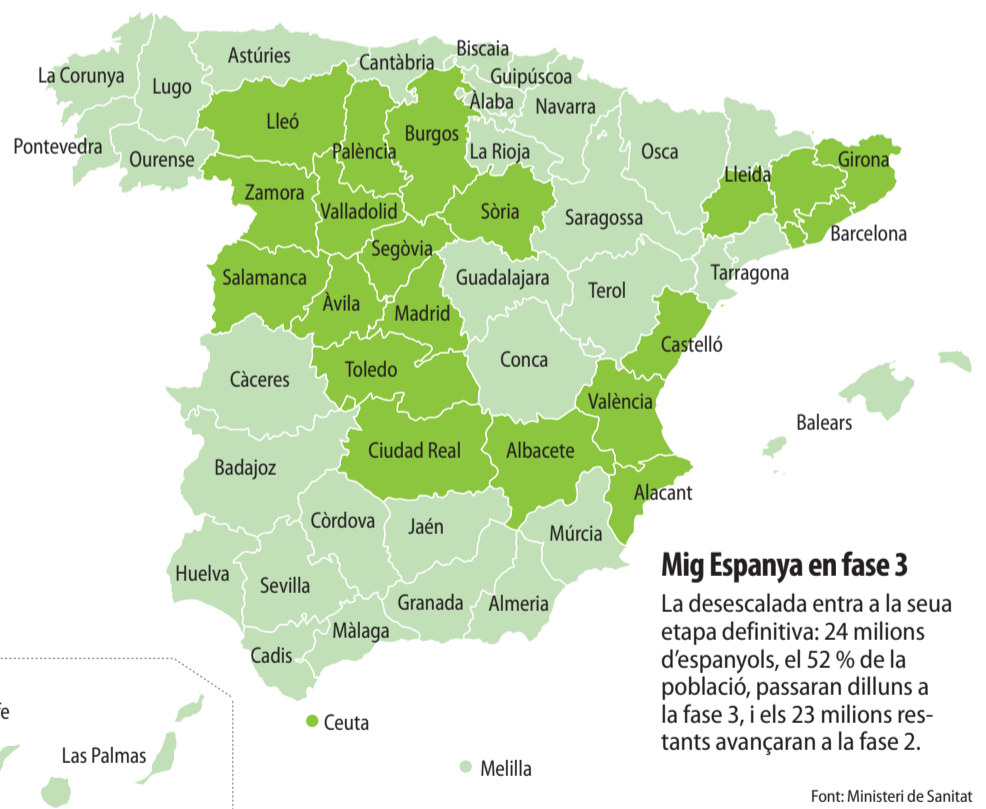 Biscaia
Astúries
Cantàbria
La Corunya
Guipúscoa
Lugo
Àlaba
Navarra
Lleó
Burgos
Pontevedra
Ourense
Palència
La Rioja
Osca
Girona
Lleida
Zamora
Valladolid
Sòria
Saragossa
Barcelona
Segòvia
Salamanca
Guadalajara
Tarragona
Terol
Àvila
Madrid
Castelló
Conca
Toledo
Càceres
València
Balears
Ciudad Real
Albacete
Badajoz
Alacant
Còrdova
Jaén
Múrcia
Huelva
Sevilla
Granada
Almeria
Màlaga
Cadis
Ceuta
Las Palmas
Melilla
Mig Espanya en fase 3
La desescalada entra a la seua
etapa definitiva: 24 milions
d’espanyols, el 52 % de la
població, passaran dilluns a
la fase 3, i els 23 milions res-
tants avançaran a la fase 2.
Font: Ministeri de Sanitat